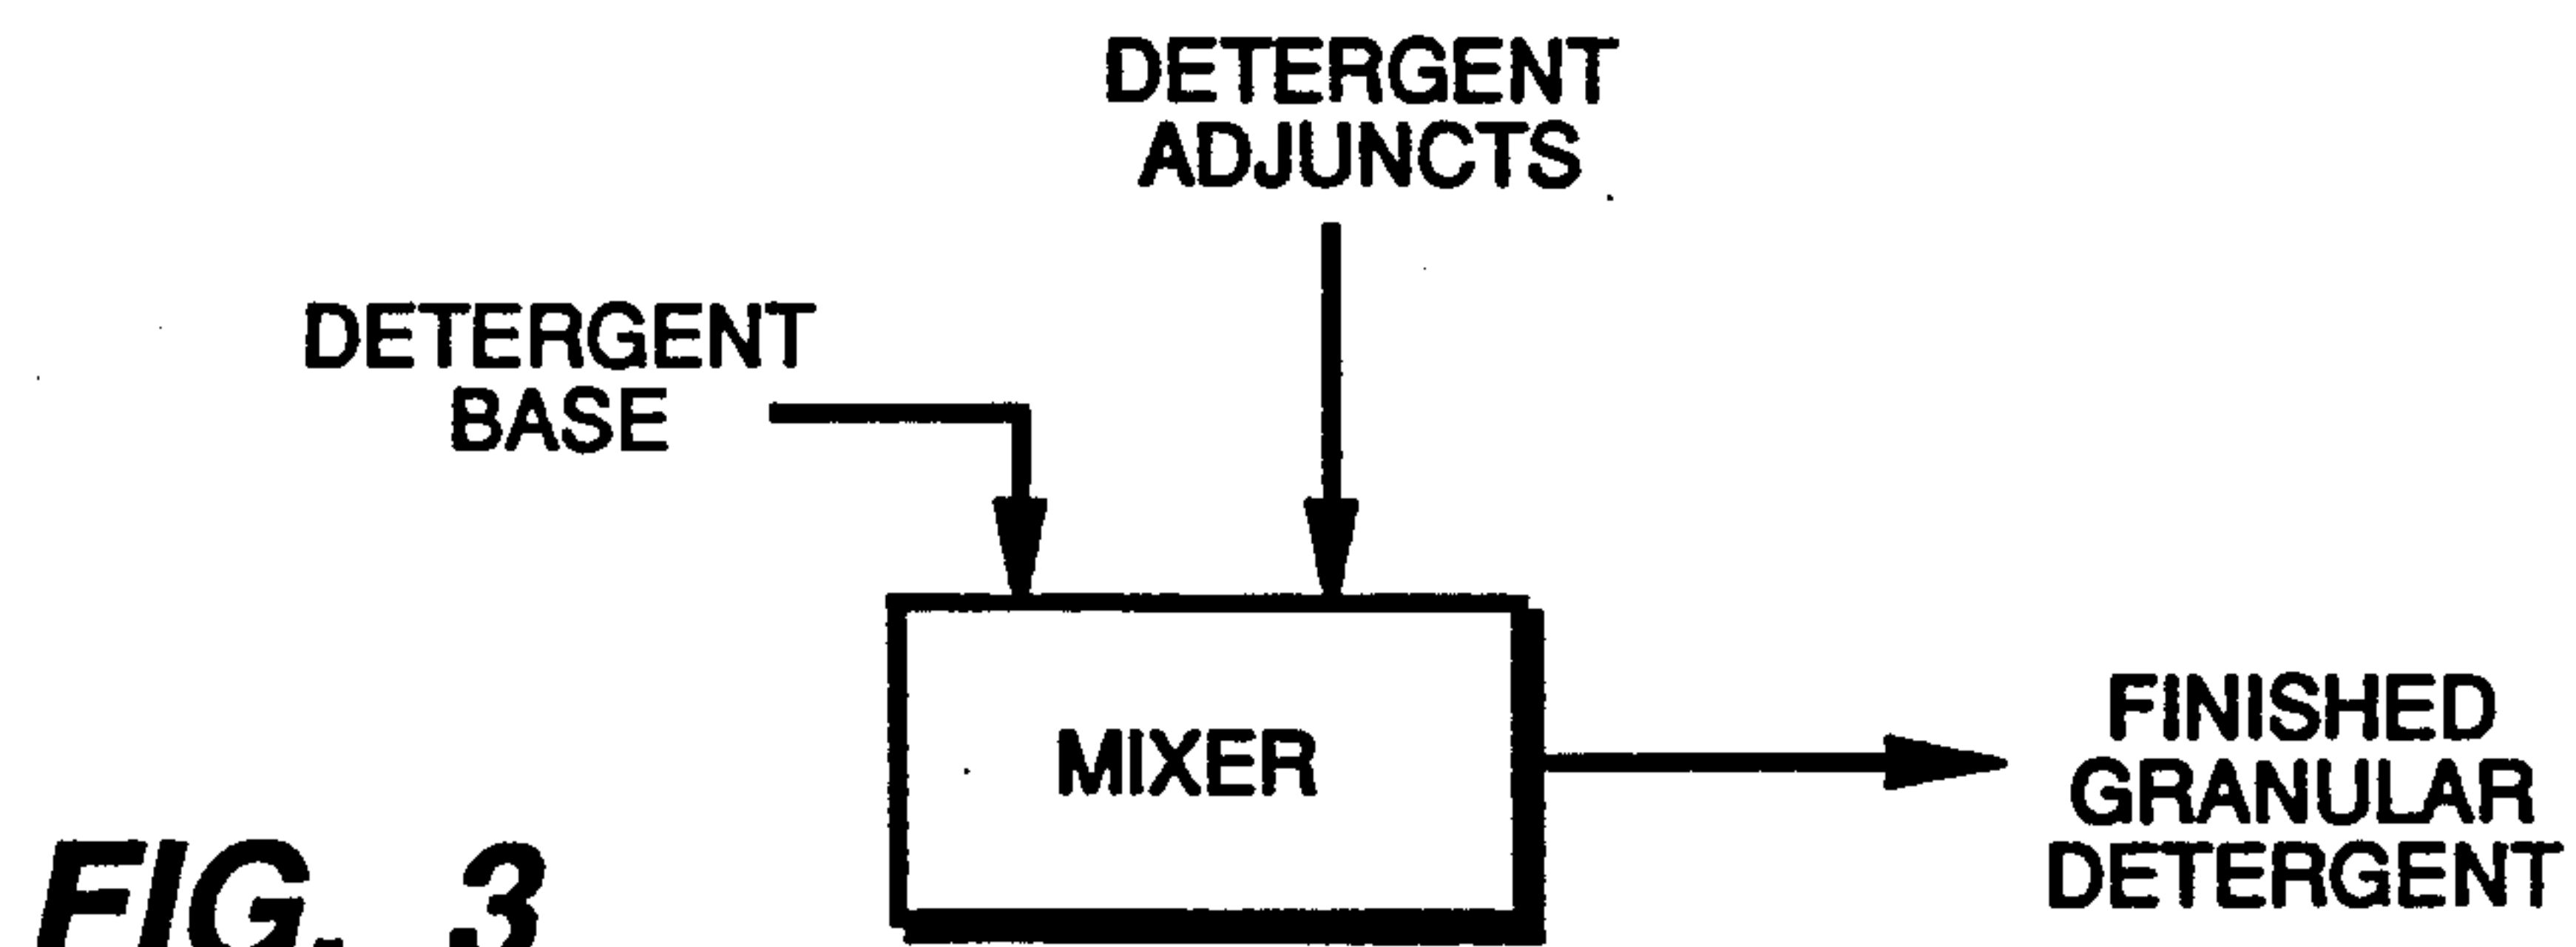 DETERGENT
ADJUNCTS
DETERGENT
BASE
MIXER
FINISHED
GRANULAR
DETERGENT
FIG. 3